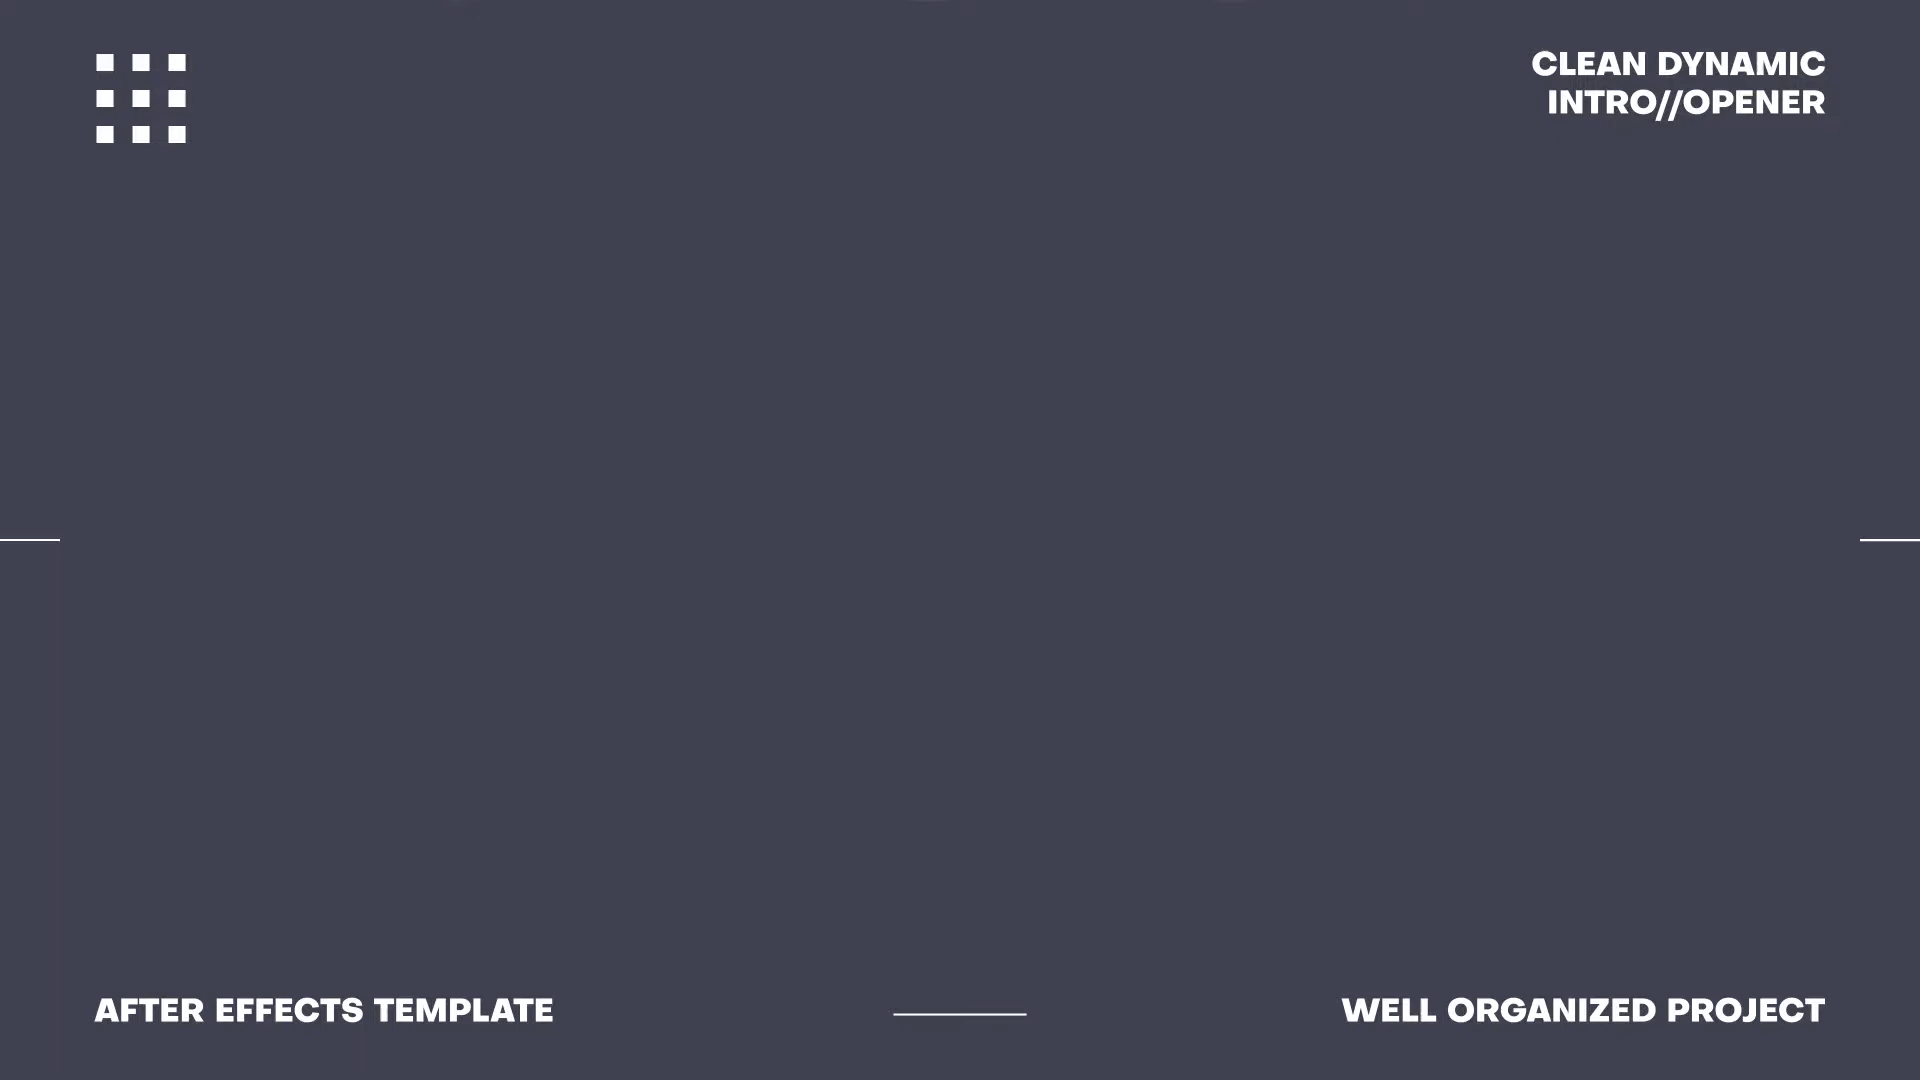 CLEAN DYNAMIC
INTRO//OPENER
AFTER EFFECTS TEMPLATE
WELL ORGANIZED PROJECT